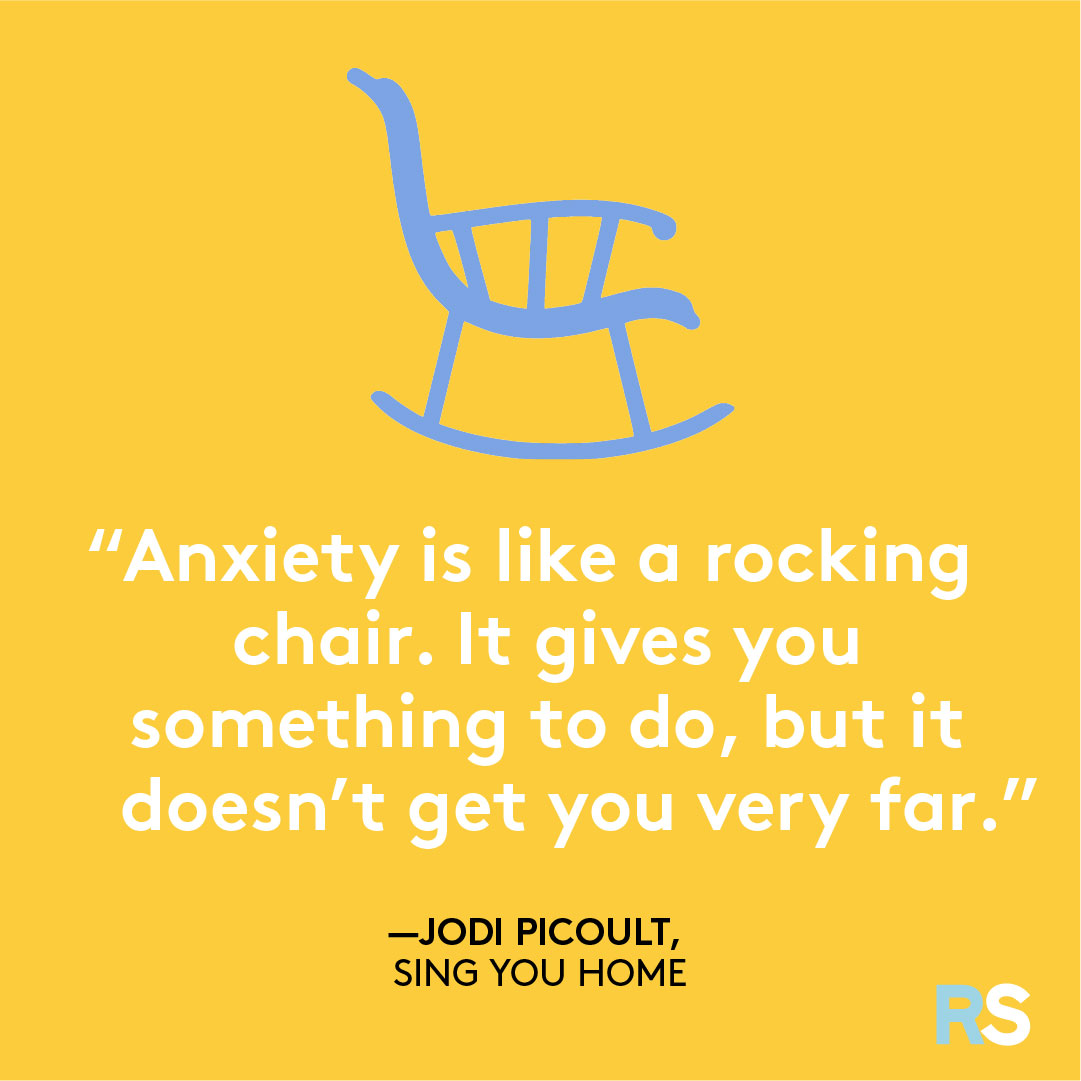 “Anxiety is like a rocking
chair. It gives you
something to do, but it
doesn’t get you very far.”
—JODI PICOULT,
SING YOU HOME
RS